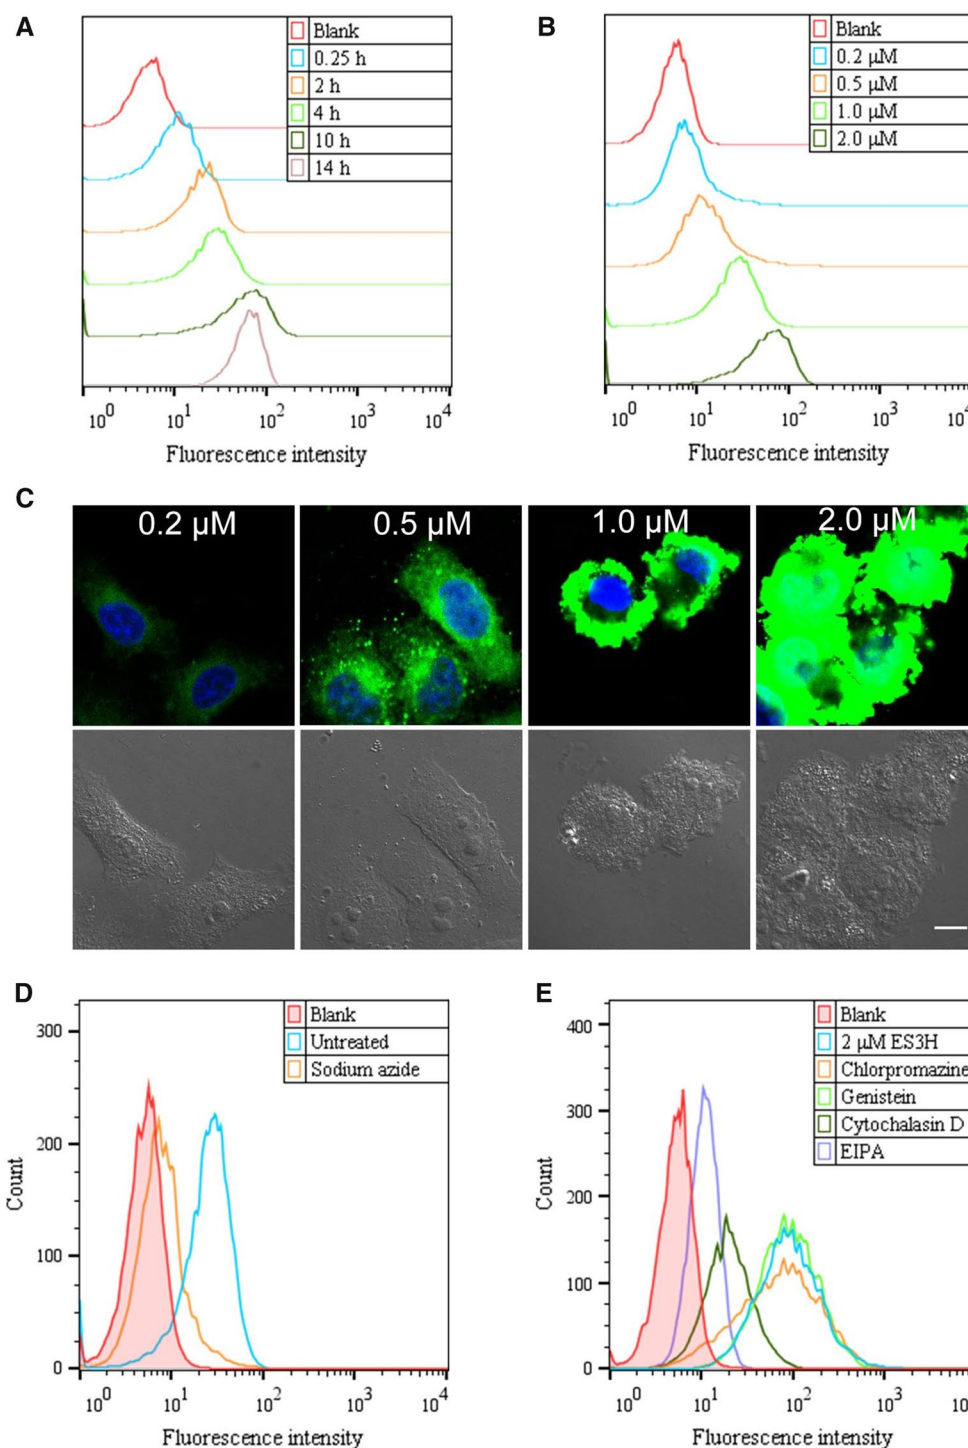 A
Blank
0.25 h
2 h
4 h
10 h
14 h
10^0 10^1 10^2 10^3 10^4
Fluorescence intensity
B
Blank
0.2 μM
0.5 μM
1.0 μM
2.0 μM
10^0 10^1 10^2 10^3
Fluorescence intensity
C
0.2 μM 0.5 μM 1.0 μM 2.0 μM
D
Blank
Untreated
Sodium azide
300
200
100
0
Count
10^0 10^1 10^2 10^3 10^4
Fluorescence intensity
E
Blank
2 μM ES3H
Chlorpromazine
Genistein
Cytochalasin D
EIPA
400
300
200
100
0
Count
10^0 10^1 10^2 10^3
Fluorescence intensity